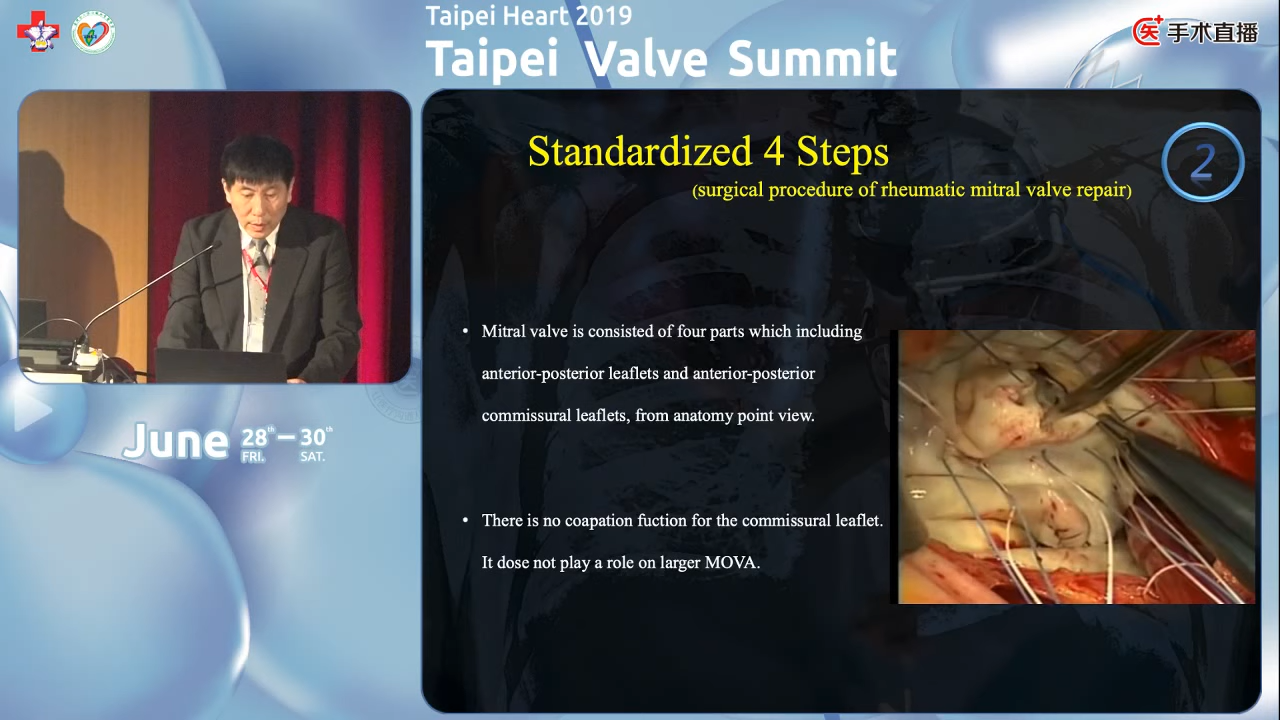 Taipei Heart 2019
Taipei Valve Summit
手术直播
Standardized 4 Steps
(surgical procedure of rheumatic mitral valve repair)
2
• Mitral valve is consisted of four parts which including
anterior-posterior leaflets and anterior-posterior
commissural leaflets, from anatomy point view.
• There is no coapation fuction for the commissural leaflet.
It dose not play a role on larger MOVA.
June 28th — 30th
FRI. SAT.